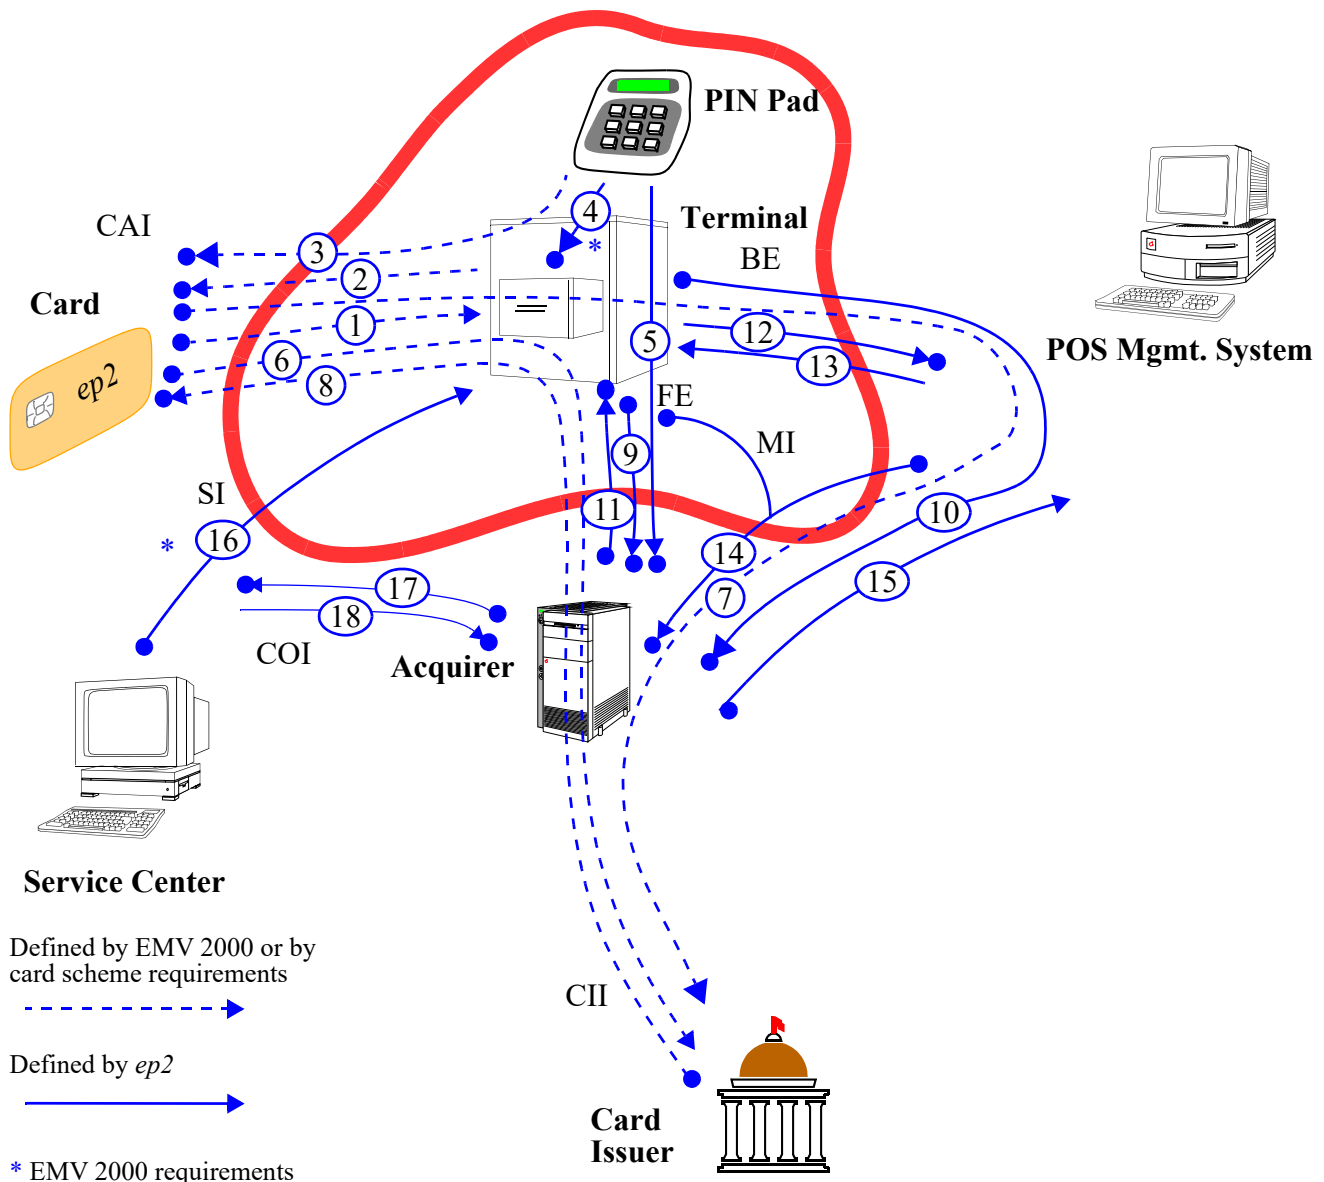 PIN Pad
4
*
Terminal
BE
CAI
3
2
Card
1
5
12
POS Mgmt. System
6
13
8
ep2
FE
MI
9
SI
11
10
*
16
14
17
15
7
18
COI
Acquirer
Service Center
Defined by EMV 2000 or by
card scheme requirements
CII
Defined by ep2
Card
Issuer
* EMV 2000 requirements